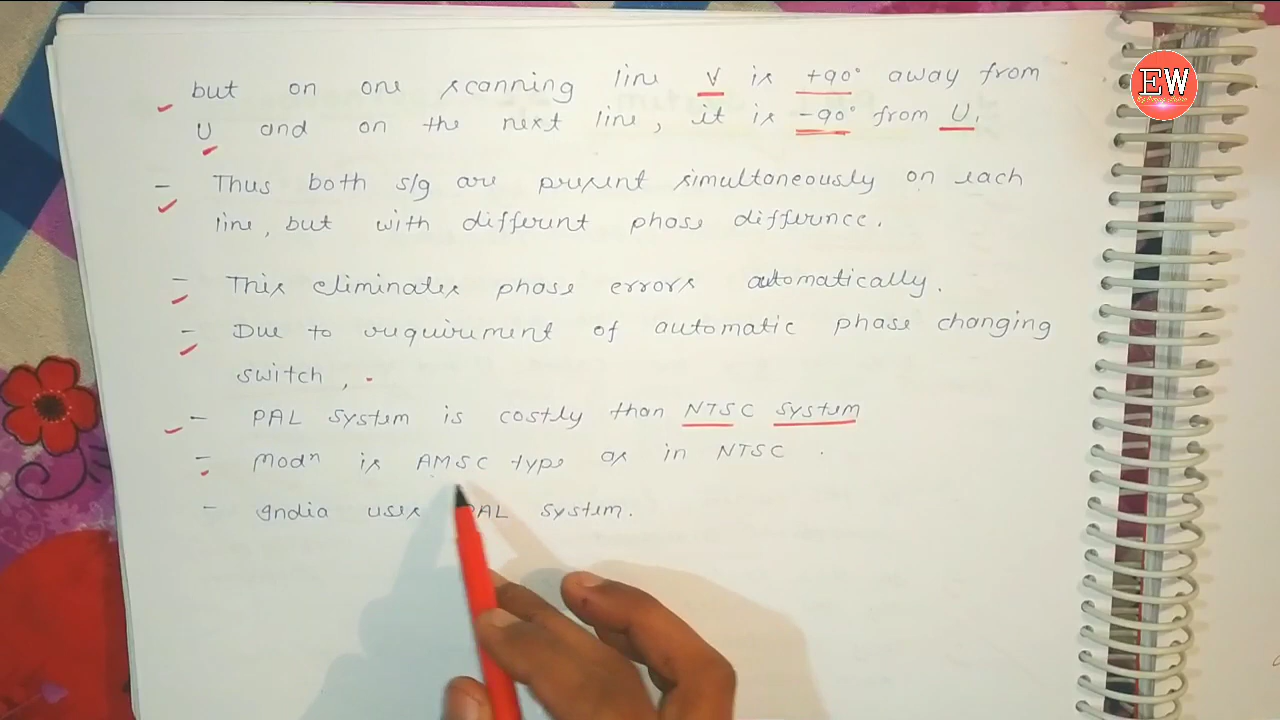 but on one scanning line V is +90° away from
U and on the next line, it is -90° from U.
- Thus both s/g are present simultaneously on each
line, but with different phase difference.
- This eliminates phase errors automatically.
- Due to requirement of automatic phase changing
switch,
- PAL system is costly than NTSC system
- modⁿ is AMSC type as in NTSC
- India uses PAL system.
EW